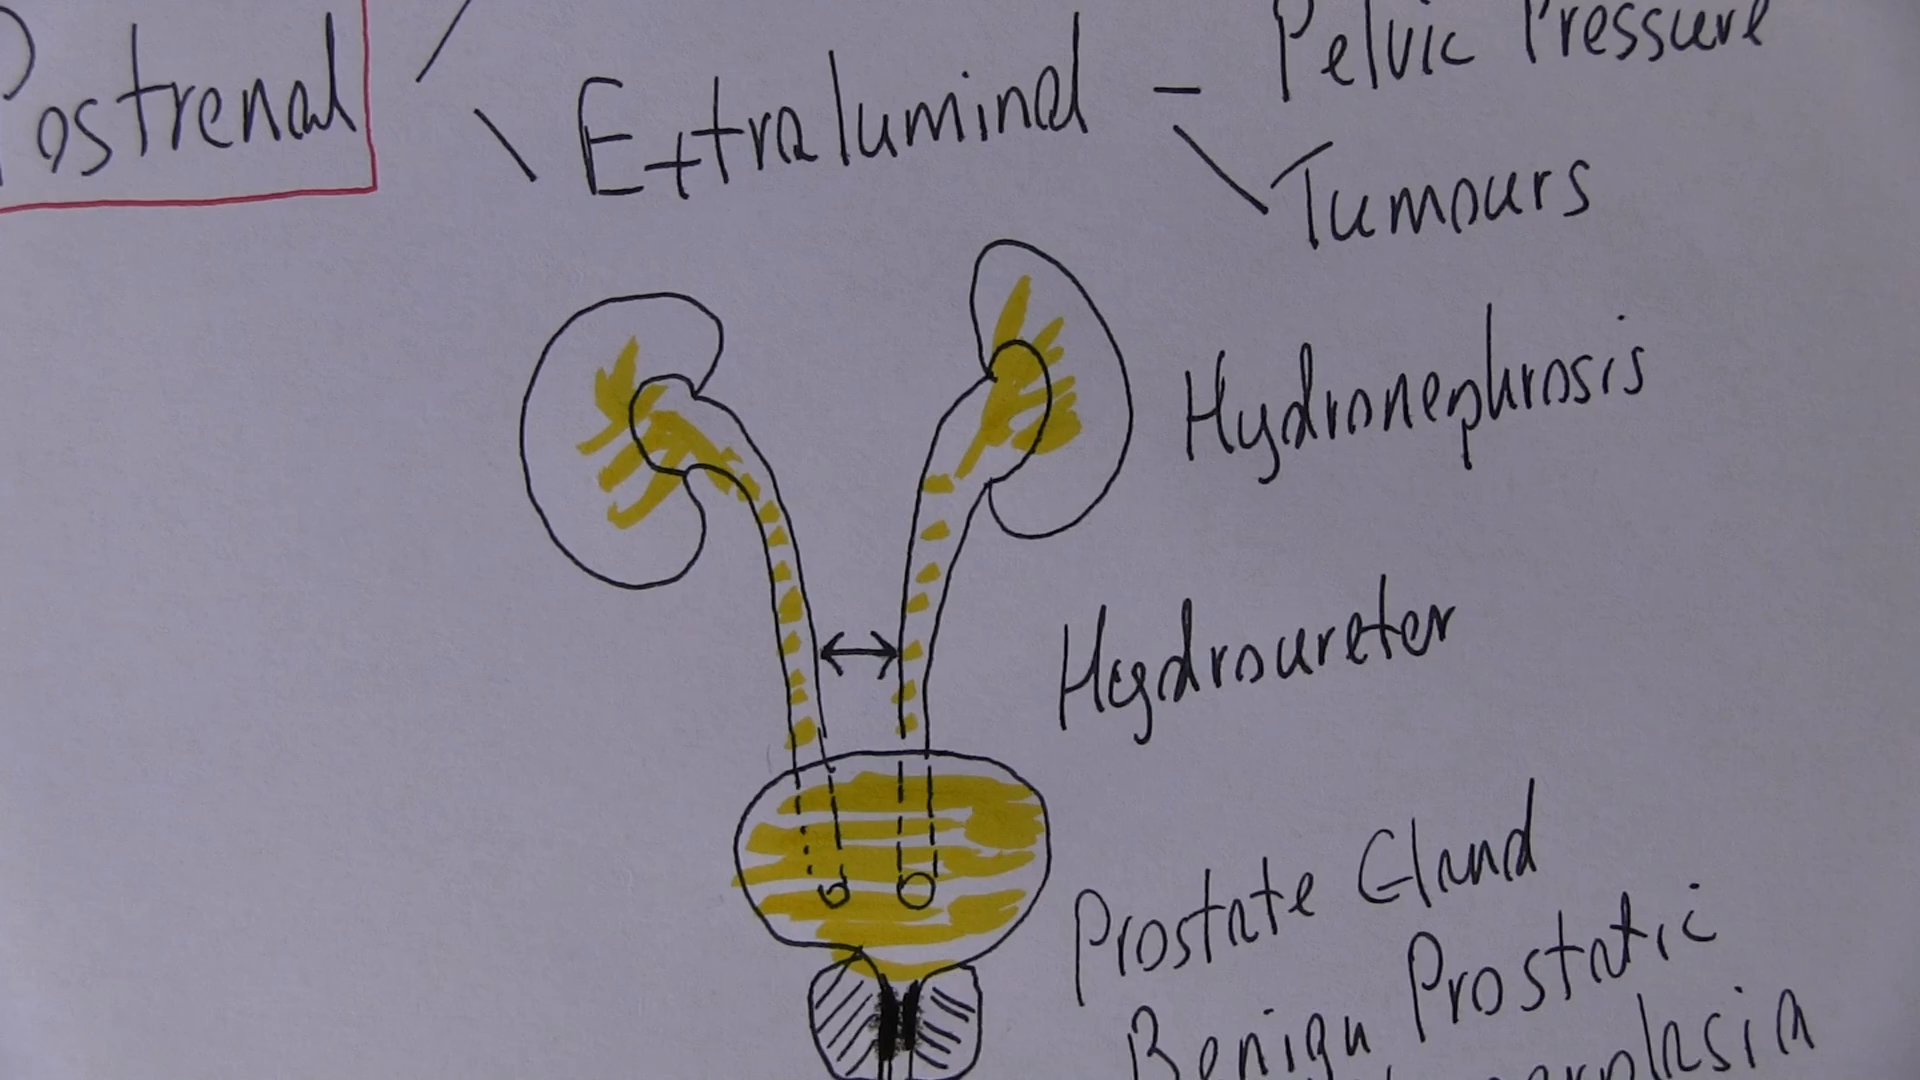 Postrenal
Extraluminal - Pelvic Pressure
Tumours
Hydronephrosis
Hydroureter
Prostate Gland
Benign Prostatic